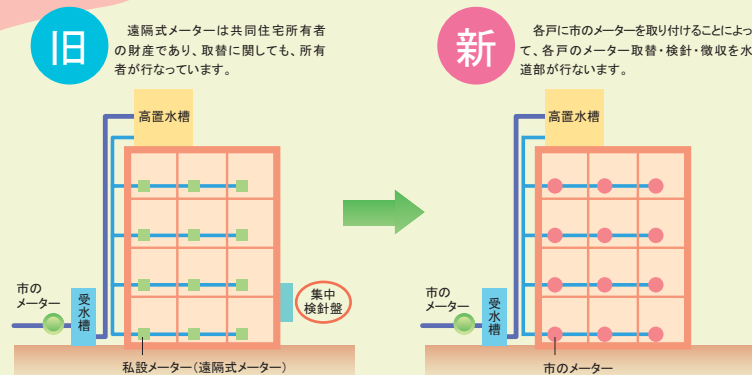 旧
遠隔式メーターは共同住宅所有者
の財産であり、取替に関しても、所有
者が行なっています。
高置水槽
市の
メーター
受水槽
集中
検針盤
私設メーター(遠隔式メーター)
新
各戸に市のメーターを取り付けることによっ
て、各戸のメーター取替・検針・徴収を水
道部が行ないます。
高置水槽
市の
メーター
受水槽
市のメーター